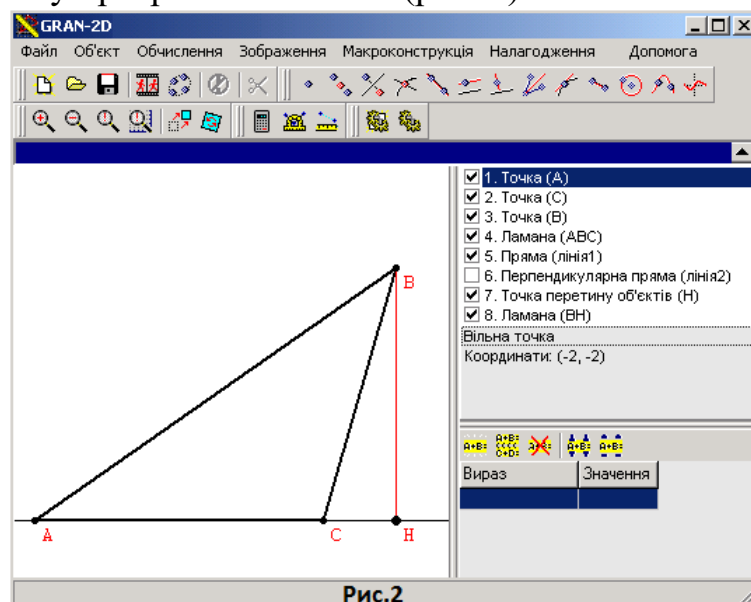 GRAN-2D
Файл Об'єкт Обчислення Зображення Макроконструкція Налагодження Допомога
1. Точка (A)
2. Точка (C)
3. Точка (B)
4. Ламана (ABC)
5. Пряма (лінія1)
6. Перпендикулярна пряма (лінія2)
7. Точка перетину об'єктів (H)
8. Ламана (BH)
Вільна точка
Координати: (-2, -2)
B
A C H
Вираз Значення
Рис.2